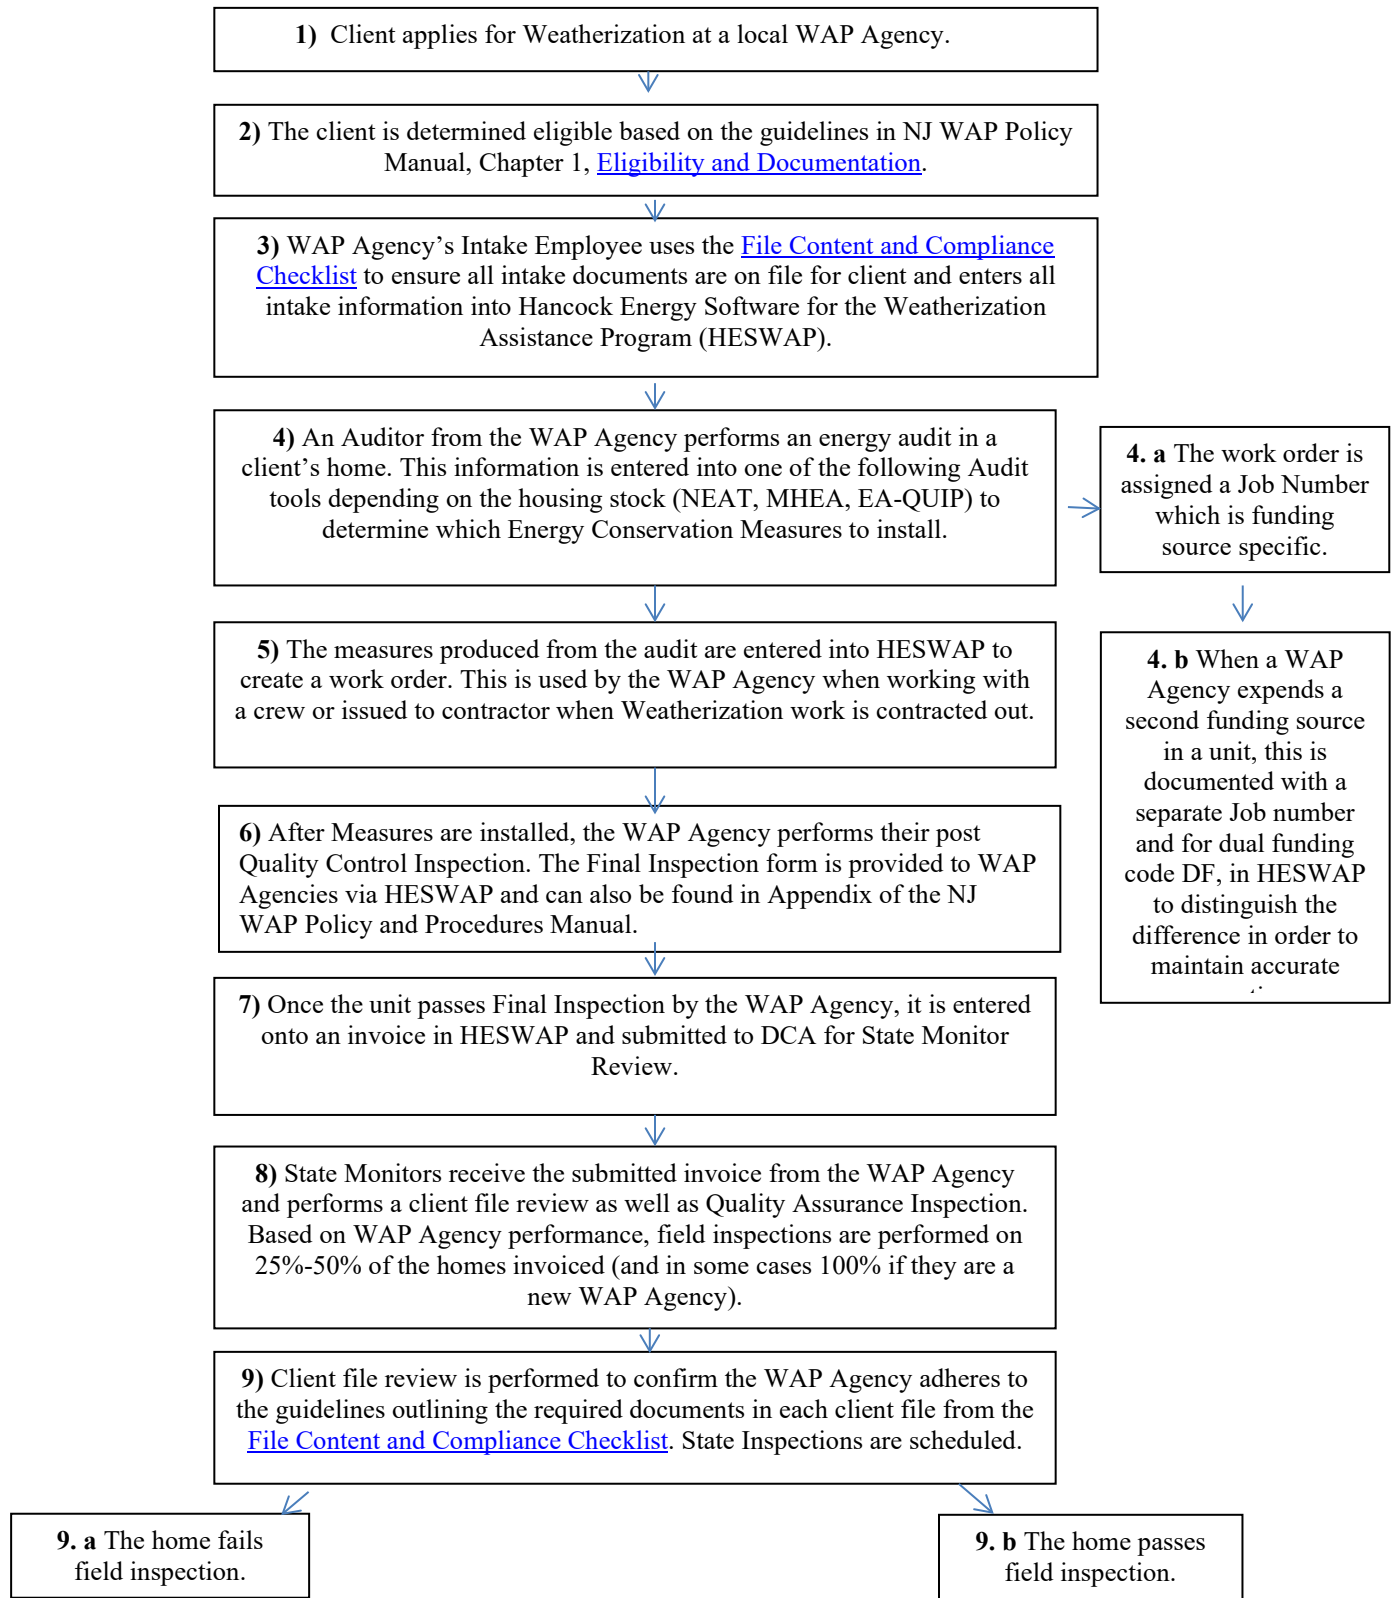 1) Client applies for Weatherization at a local WAP Agency.
2) The client is determined eligible based on the guidelines in NJ WAP Policy
Manual, Chapter 1, Eligibility and Documentation.
3) WAP Agency’s Intake Employee uses the File Content and Compliance
Checklist to ensure all intake documents are on file for client and enters all
intake information into Hancock Energy Software for the Weatherization
Assistance Program (HESWAP).
4) An Auditor from the WAP Agency performs an energy audit in a
client’s home. This information is entered into one of the following Audit
tools depending on the housing stock (NEAT, MHEA, EA-QUIP) to
determine which Energy Conservation Measures to install.
4. a The work order is
assigned a Job Number
which is funding
source specific.
4. b When a WAP
Agency expends a
second funding source
in a unit, this is
documented with a
separate Job number
and for dual funding
code DF, in HESWAP
to distinguish the
difference in order to
maintain accurate
5) The measures produced from the audit are entered into HESWAP to
create a work order. This is used by the WAP Agency when working with
a crew or issued to contractor when Weatherization work is contracted out.
6) After Measures are installed, the WAP Agency performs their post
Quality Control Inspection. The Final Inspection form is provided to WAP
Agencies via HESWAP and can also be found in Appendix of the NJ
WAP Policy and Procedures Manual.
7) Once the unit passes Final Inspection by the WAP Agency, it is entered
onto an invoice in HESWAP and submitted to DCA for State Monitor
Review.
8) State Monitors receive the submitted invoice from the WAP Agency
and performs a client file review as well as Quality Assurance Inspection.
Based on WAP Agency performance, field inspections are performed on
25%-50% of the homes invoiced (and in some cases 100% if they are a
new WAP Agency).
9) Client file review is performed to confirm the WAP Agency adheres to
the guidelines outlining the required documents in each client file from the
File Content and Compliance Checklist. State Inspections are scheduled.
9. a The home fails
field inspection.
9. b The home passes
field inspection.